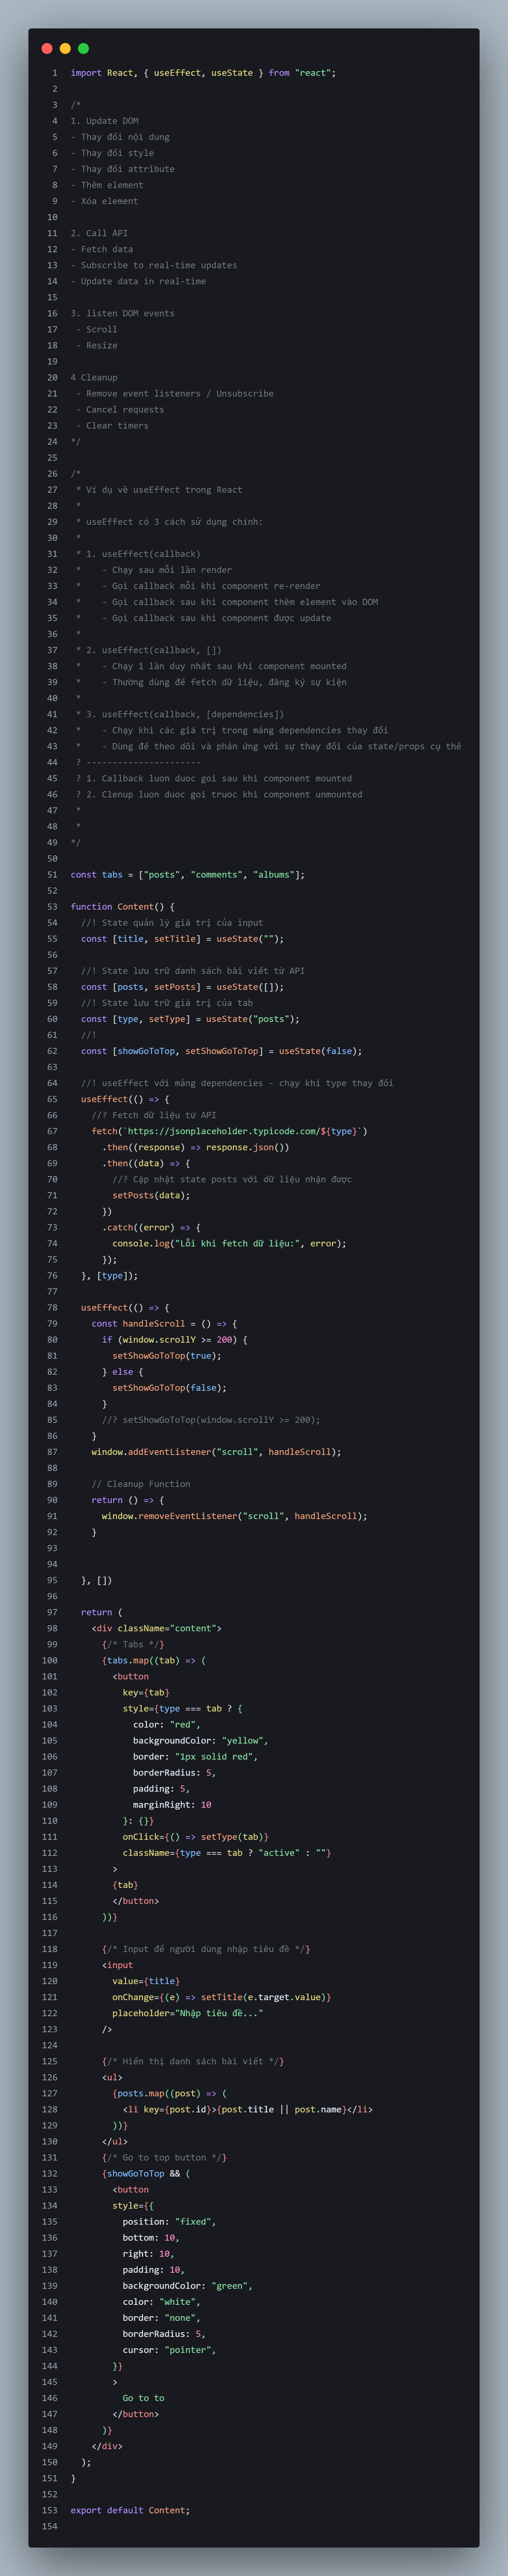 1 import React, { useEffect, useState } from "react";
2
3 /*
4 1. Update DOM
5 - Thay đổi nội dung
6 - Thay đổi style
7 - Thay đổi attribute
8 - Thêm element
9 - Xóa element
10
11 2. Call API
12 - Fetch data
13 - Subscribe to real-time updates
14 - Update data in real-time
15
16 3. listen DOM events
17  - Scroll
18  - Resize
19
20 4 Cleanup
21  - Remove event listeners / Unsubscribe
22  - Cancel requests
23  - Clear timers
24 */
25
26 /*
27  * Ví dụ về useEffect trong React
28  *
29  * useEffect có 3 cách sử dụng chính:
30  *
31  * 1. useEffect(callback)
32  *    - Chạy sau mỗi lần render
33  *    - Gọi callback mỗi khi component re-render
34  *    - Gọi callback sau khi component thêm element vào DOM
35  *    - Gọi callback sau khi component được update
36  *
37  * 2. useEffect(callback, [])
38  *    - Chạy 1 lần duy nhất sau khi component mounted
39  *    - Thường dùng để fetch dữ liệu, đăng ký sự kiện
40  *
41  * 3. useEffect(callback, [dependencies])
42  *    - Chạy khi các giá trị trong mảng dependencies thay đổi
43  *    - Dùng để theo dõi và phản ứng với sự thay đổi của state/props cụ thể
44  ? ----------------------
45  ? 1. Callback luon duoc goi sau khi component mounted
46  ? 2. Clenup luon duoc goi truoc khi component unmounted
47  *
48  *
49 */
50
51 const tabs = ["posts", "comments", "albums"];
52
53 function Content() {
54   //! State quản lý giá trị của input
55   const [title, setTitle] = useState("");
56
57   //! State lưu trữ danh sách bài viết từ API
58   const [posts, setPosts] = useState([]);
59   //! State lưu trữ giá trị của tab
60   const [type, setType] = useState("posts");
61   //!
62   const [showGoToTop, setShowGoToTop] = useState(false);
63
64   //! useEffect với mảng dependencies - chạy khi type thay đổi
65   useEffect(() => {
66     //? Fetch dữ liệu từ API
67     fetch(`https://jsonplaceholder.typicode.com/${type}`)
68       .then((response) => response.json())
69       .then((data) => {
70         //? Cập nhật state posts với dữ liệu nhận được
71         setPosts(data);
72       })
73       .catch((error) => {
74         console.log("Lỗi khi fetch dữ liệu:", error);
75       });
76   }, [type]);
77
78   useEffect(() => {
79     const handleScroll = () => {
80       if (window.scrollY >= 200) {
81         setShowGoToTop(true);
82       } else {
83         setShowGoToTop(false);
84       }
85       //? setShowGoToTop(window.scrollY >= 200);
86     }
87     window.addEventListener("scroll", handleScroll);
88
89     // Cleanup Function
90     return () => {
91       window.removeEventListener("scroll", handleScroll);
92     }
93
94
95   }, [])
96
97   return (
98     <div className="content">
99       {/* Tabs */}
100       {tabs.map((tab) => (
101         <button
102           key={tab}
103           style={type === tab ? {
104             color: "red",
105             backgroundColor: "yellow",
106             border: "1px solid red",
107             borderRadius: 5,
108             padding: 5,
109             marginRight: 10
110           }: {}}
111           onClick={() => setType(tab)}
112           className={type === tab ? "active" : ""}
113         >
114         {tab}
115         </button>
116       ))}
117
118       {/* Input để người dùng nhập tiêu đề */}
119       <input
120         value={title}
121         onChange={(e) => setTitle(e.target.value)}
122         placeholder="Nhập tiêu đề..."
123       />
124
125       {/* Hiển thị danh sách bài viết */}
126       <ul>
127         {posts.map((post) => (
128           <li key={post.id}>{post.title || post.name}</li>
129         ))}
130       </ul>
131       {/* Go to top button */}
132       {showGoToTop && (
133         <button
134         style={{
135           position: "fixed",
136           bottom: 10,
137           right: 10,
138           padding: 10,
139           backgroundColor: "green",
140           color: "white",
141           border: "none",
142           borderRadius: 5,
143           cursor: "pointer",
144         }}
145         >
146           Go to to
147         </button>
148       )}
149     </div>
150   );
151 }
152
153 export default Content;
154